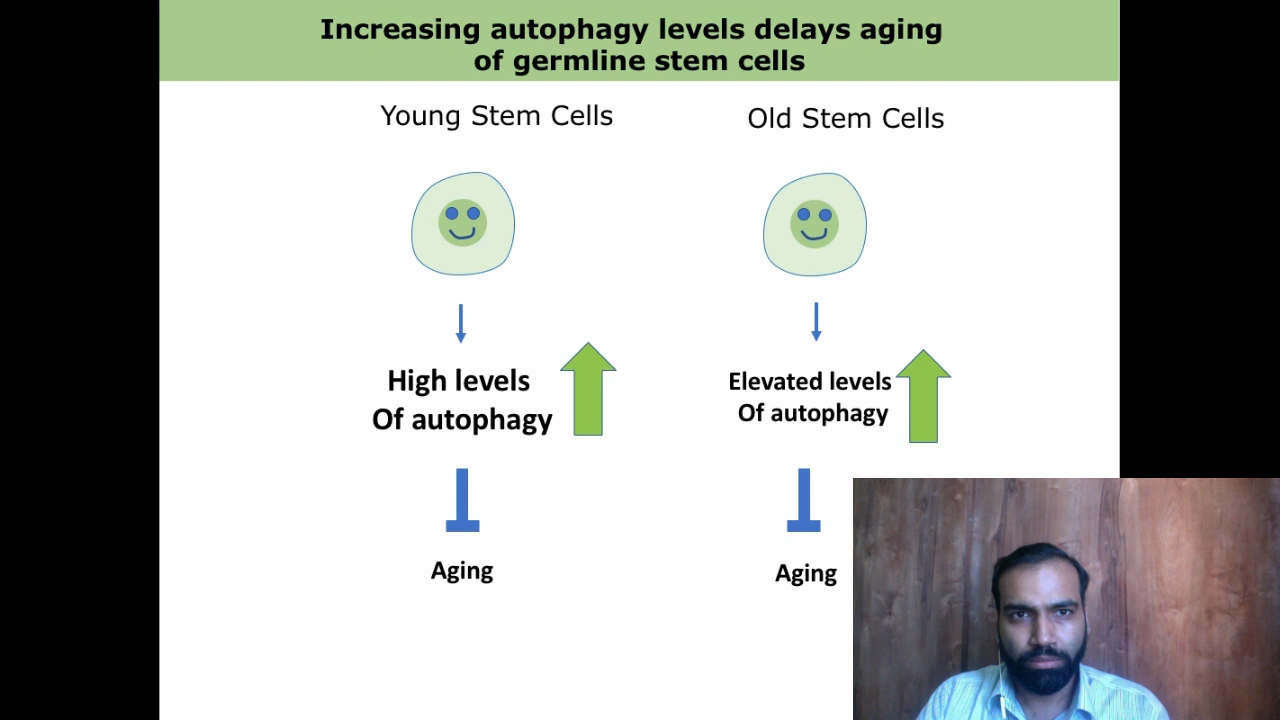 Increasing autophagy levels delays aging
of germline stem cells
Young Stem Cells
Old Stem Cells
High levels
Of autophagy
Elevated levels
Of autophagy
Aging
Aging